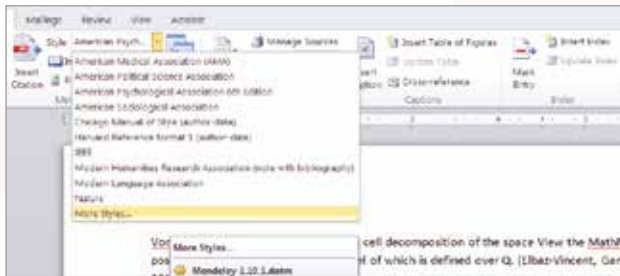 Mailings Review View Acrobat
Style: American Psych...
Manage Sources
Insert Table of Figures
Insert Index
Update Table
Update Index
Insert Citation
Cross-reference
Mark Entry
Captions
Index
American Medical Association (AMA)
American Political Science Association
American Psychological Association 6th Edition
American Sociological Association
Chicago Manual of Style (author-date)
Harvard Reference format 1 (author-date)
IEEE
Modern Humanities Research Association (note with bibliography)
Modern Language Association
Nature
More Styles...
More Styles...
Mendeley 1.10.1.dotm
cell decomposition of the space View the MathM
of which is defined over Q. (Elbaz-Vincent, Gan